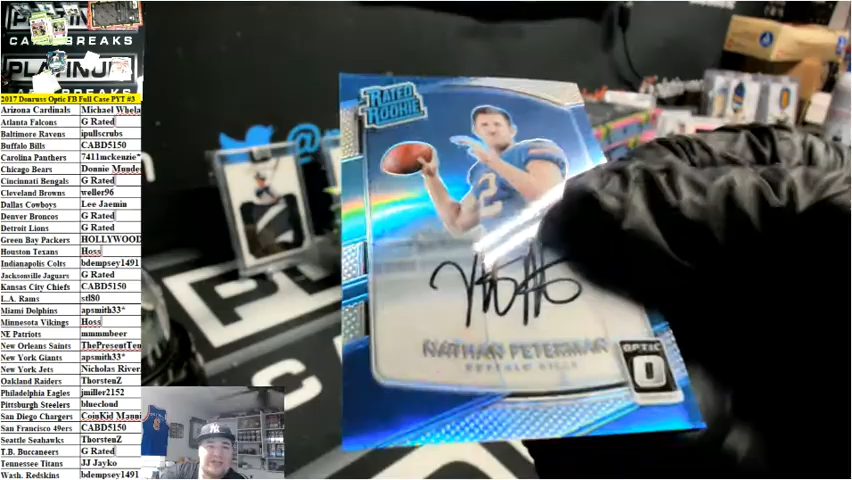 CARD BREAKS
PLATINUM
2017 Donruss Optic FB Full Case PYT #3
Arizona Cardinals Michael Whela
Atlanta Falcons G Rated
Baltimore Ravens ipullscrubs
Buffalo Bills CABD5150
Carolina Panthers 7411mckenzie*
Chicago Bears Donnie Mundes
Cincinnati Bengals G Rated
Cleveland Browns weller96
Dallas Cowboys Lee Jaemin
Denver Broncos G Rated
Detroit Lions G Rated
Green Bay Packers HOLLYWOOD
Houston Texans Hoss
Indianapolis Colts bdempsey1491
Jacksonville Jaguars G Rated
Kansas City Chiefs CABD5150
L.A. Rams stl80
Miami Dolphins apsmith33*
Minnesota Vikings Hoss
NE Patriots mmmmbeer
New Orleans Saints ThePresentTen
New York Giants apsmith33*
New York Jets Nicholas River
Oakland Raiders ThorstenZ
Philadelphia Eagles jmiller2152
Pittsburgh Steelers bluecloud
San Diego Chargers CoinKid Manni
San Francisco 49ers CABD5150
Seattle Seahawks ThorstenZ
T.B. Buccaneers G Rated
Tennessee Titans JJ Jayko
Wash. Redskins bdempsey1491
RATED
ROOKIE
2
NATHAN PETERMAN
BUFFALO BILLS
OPTIC
@